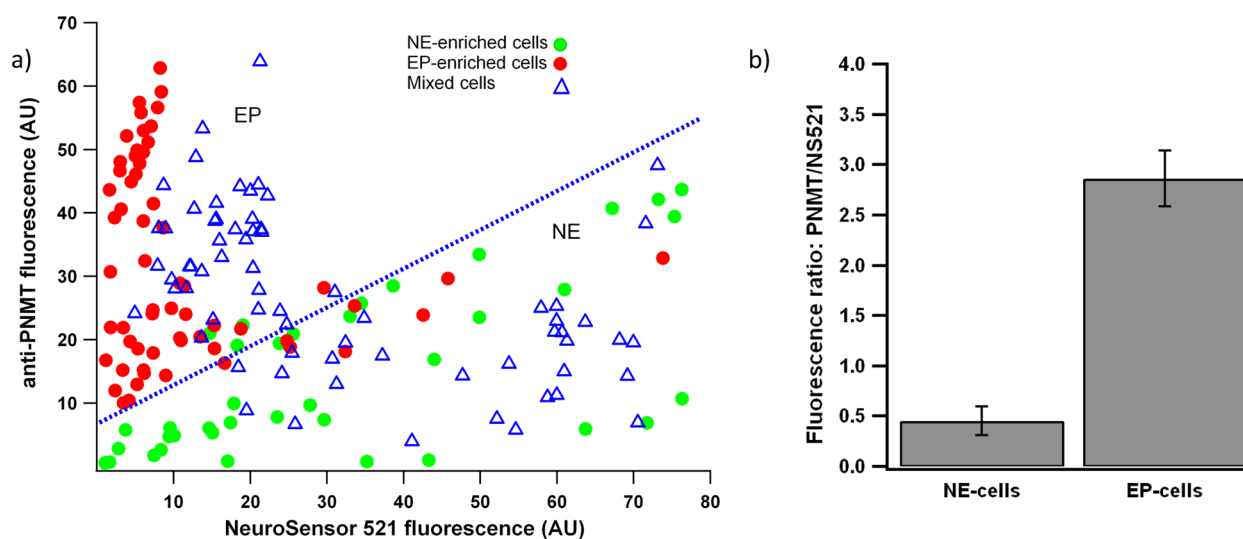 a)
anti-PNMT fluorescence (AU)
70
60
50
40
30
20
10
NE-enriched cells
EP-enriched cells
Mixed cells
EP
NE
10 20 30 40 50 60 70 80
NeuroSensor 521 fluorescence (AU)
b)
Fluorescence ratio: PNMT/NS521
4.0
3.5
3.0
2.5
2.0
1.5
1.0
0.5
0.0
NE-cells EP-cells